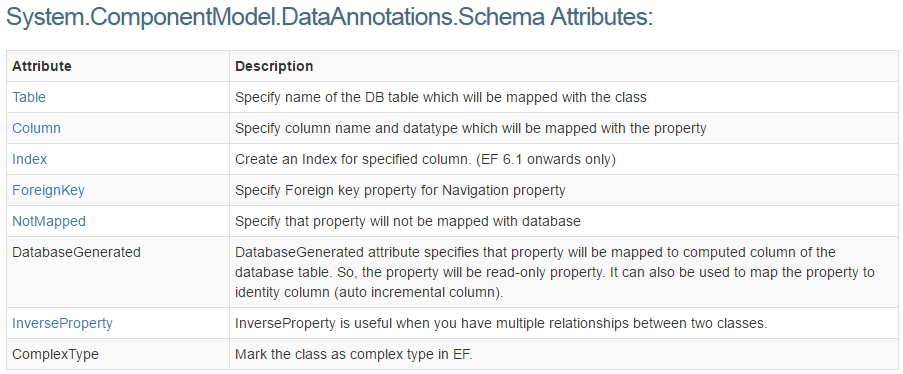 System.ComponentModel.DataAnnotations.Schema Attributes:
Attribute Description
Table Specify name of the DB table which will be mapped with the class
Column Specify column name and datatype which will be mapped with the property
Index Create an Index for specified column. (EF 6.1 onwards only)
ForeignKey Specify Foreign key property for Navigation property
NotMapped Specify that property will not be mapped with database
DatabaseGenerated DatabaseGenerated attribute specifies that property will be mapped to computed column of the
database table. So, the property will be read-only property. It can also be used to map the property to
identity column (auto incremental column).
InverseProperty InverseProperty is useful when you have multiple relationships between two classes.
ComplexType Mark the class as complex type in EF.